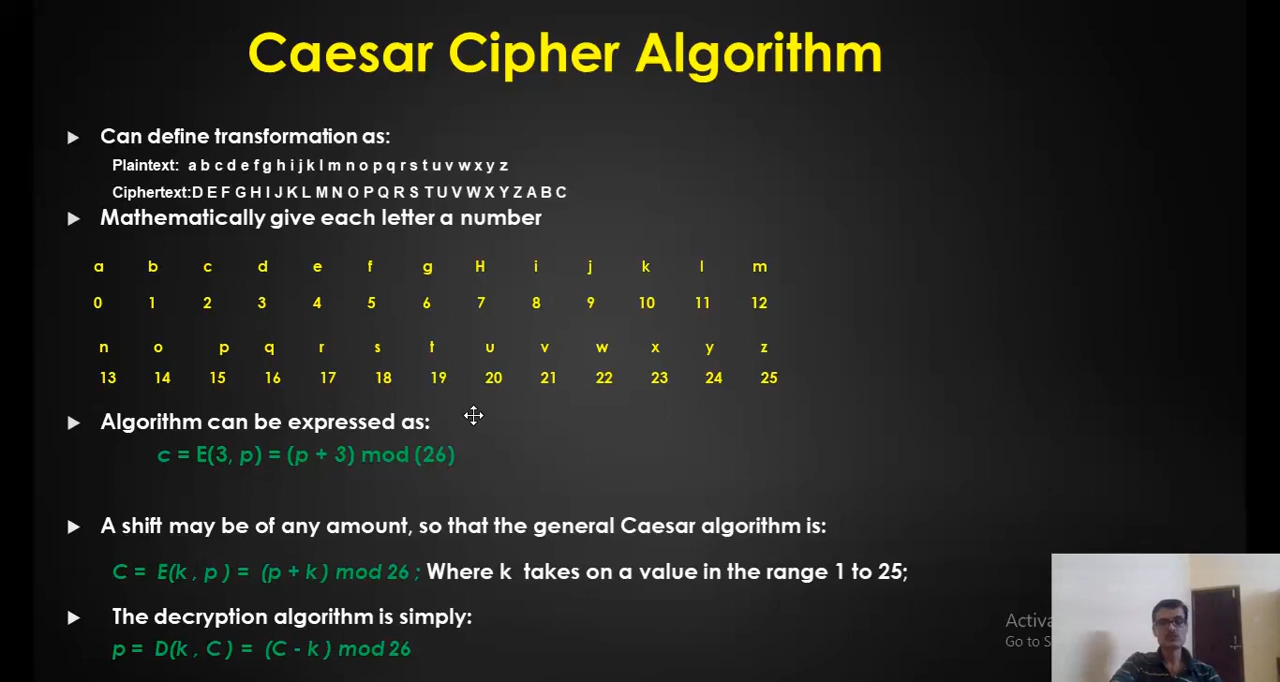 Caesar Cipher Algorithm
Can define transformation as:
Plaintext: a b c d e f g h i j k l m n o p q r s t u v w x y z
Ciphertext:D E F G H I J K L M N O P Q R S T U V W X Y Z A B C
Mathematically give each letter a number
a b c d e f g H i j k l m
0 1 2 3 4 5 6 7 8 9 10 11 12
n o p q r s t u v w x y z
13 14 15 16 17 18 19 20 21 22 23 24 25
Algorithm can be expressed as:
c = E(3, p) = (p + 3) mod (26)
A shift may be of any amount, so that the general Caesar algorithm is:
C = E(k , p ) = (p + k ) mod 26 ; Where k takes on a value in the range 1 to 25;
The decryption algorithm is simply:
p = D(k , C ) = (C - k ) mod 26
Activa
Go to S